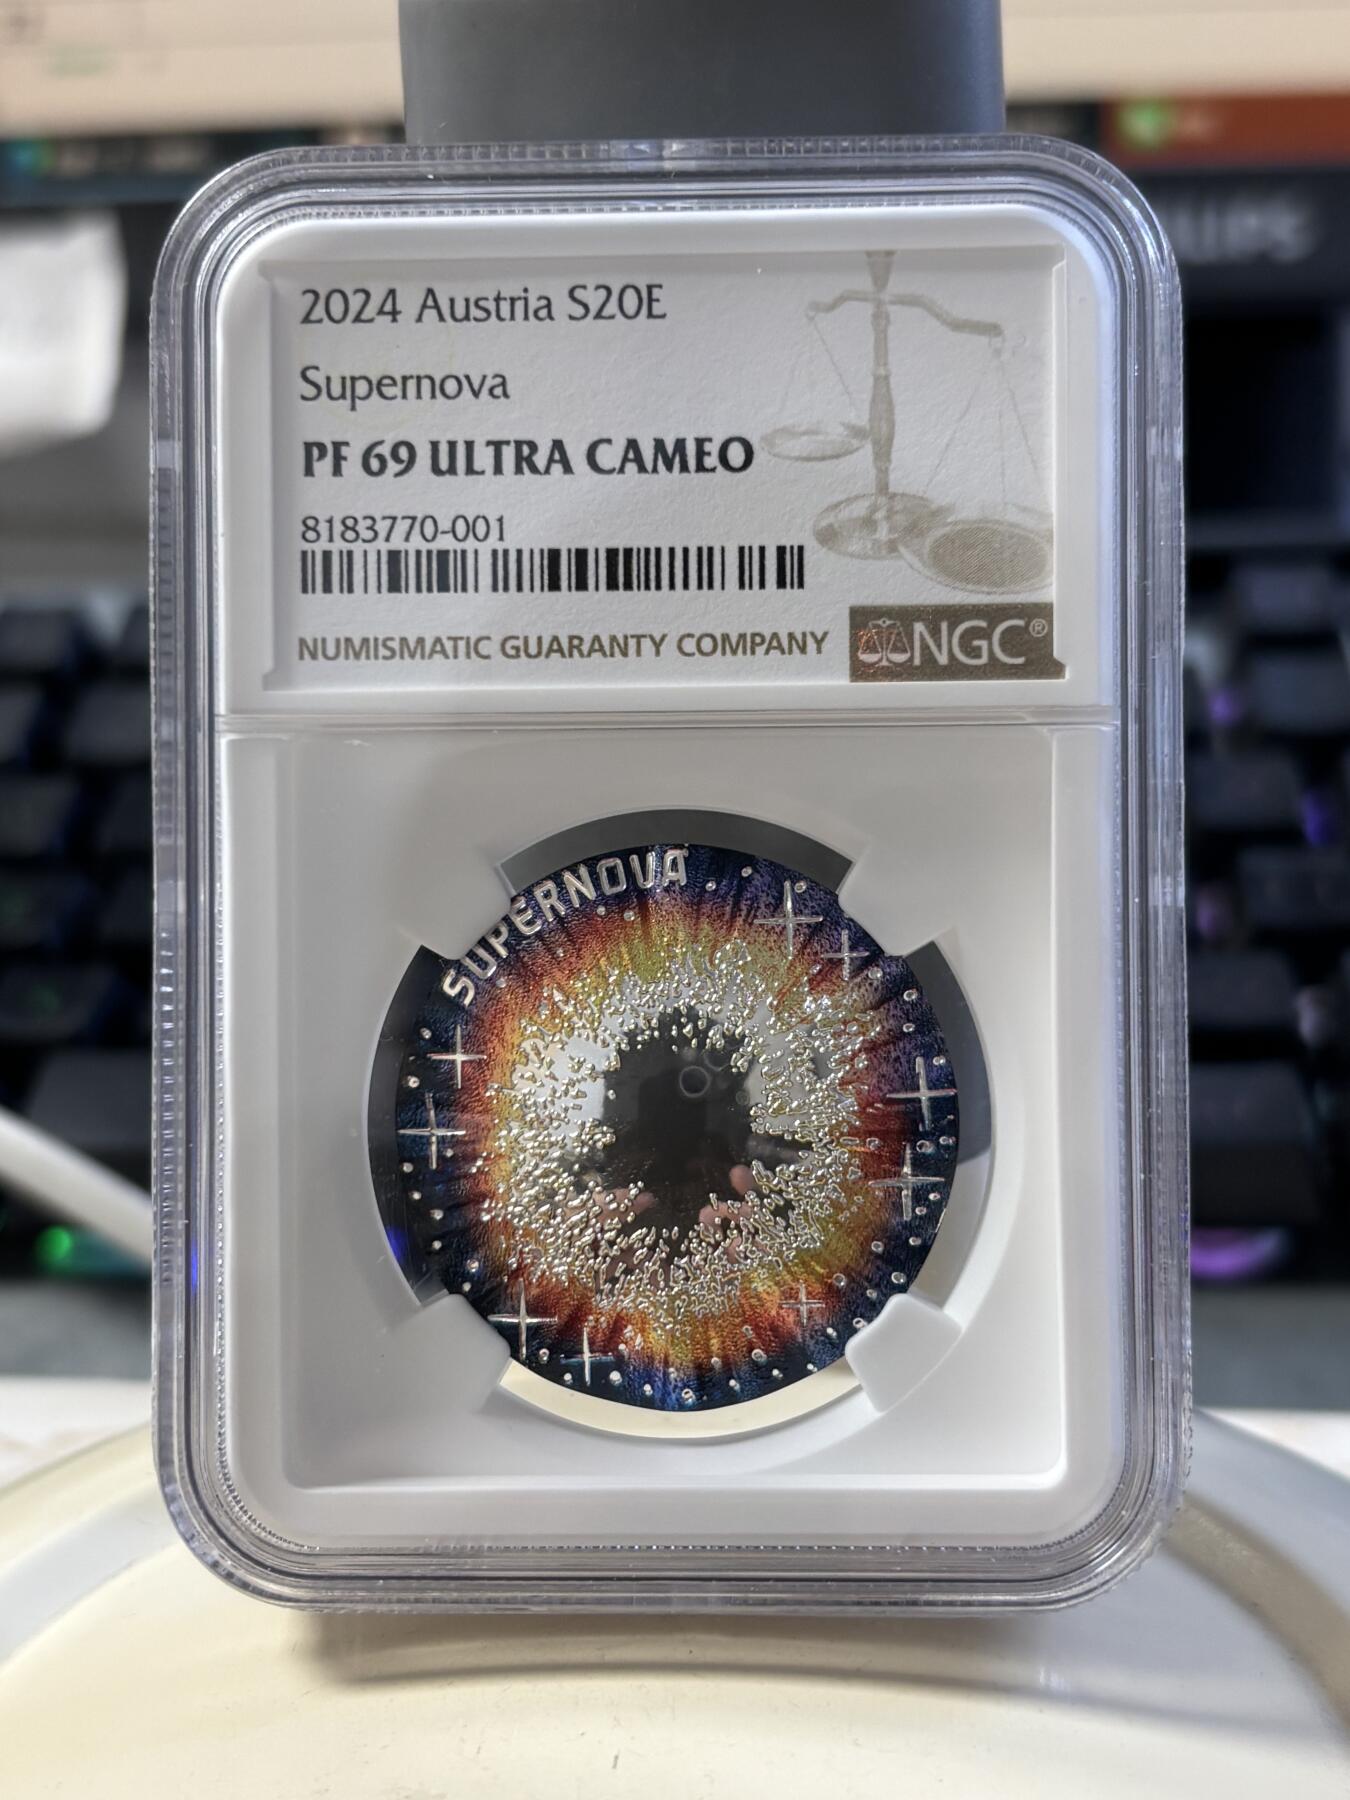 2024 Austria S20E
Supernova
PF 69 ULTRA CAMEO
8183770-001
NUMISMATIC GUARANTY COMPANY
NGC®
SUPERNOVA